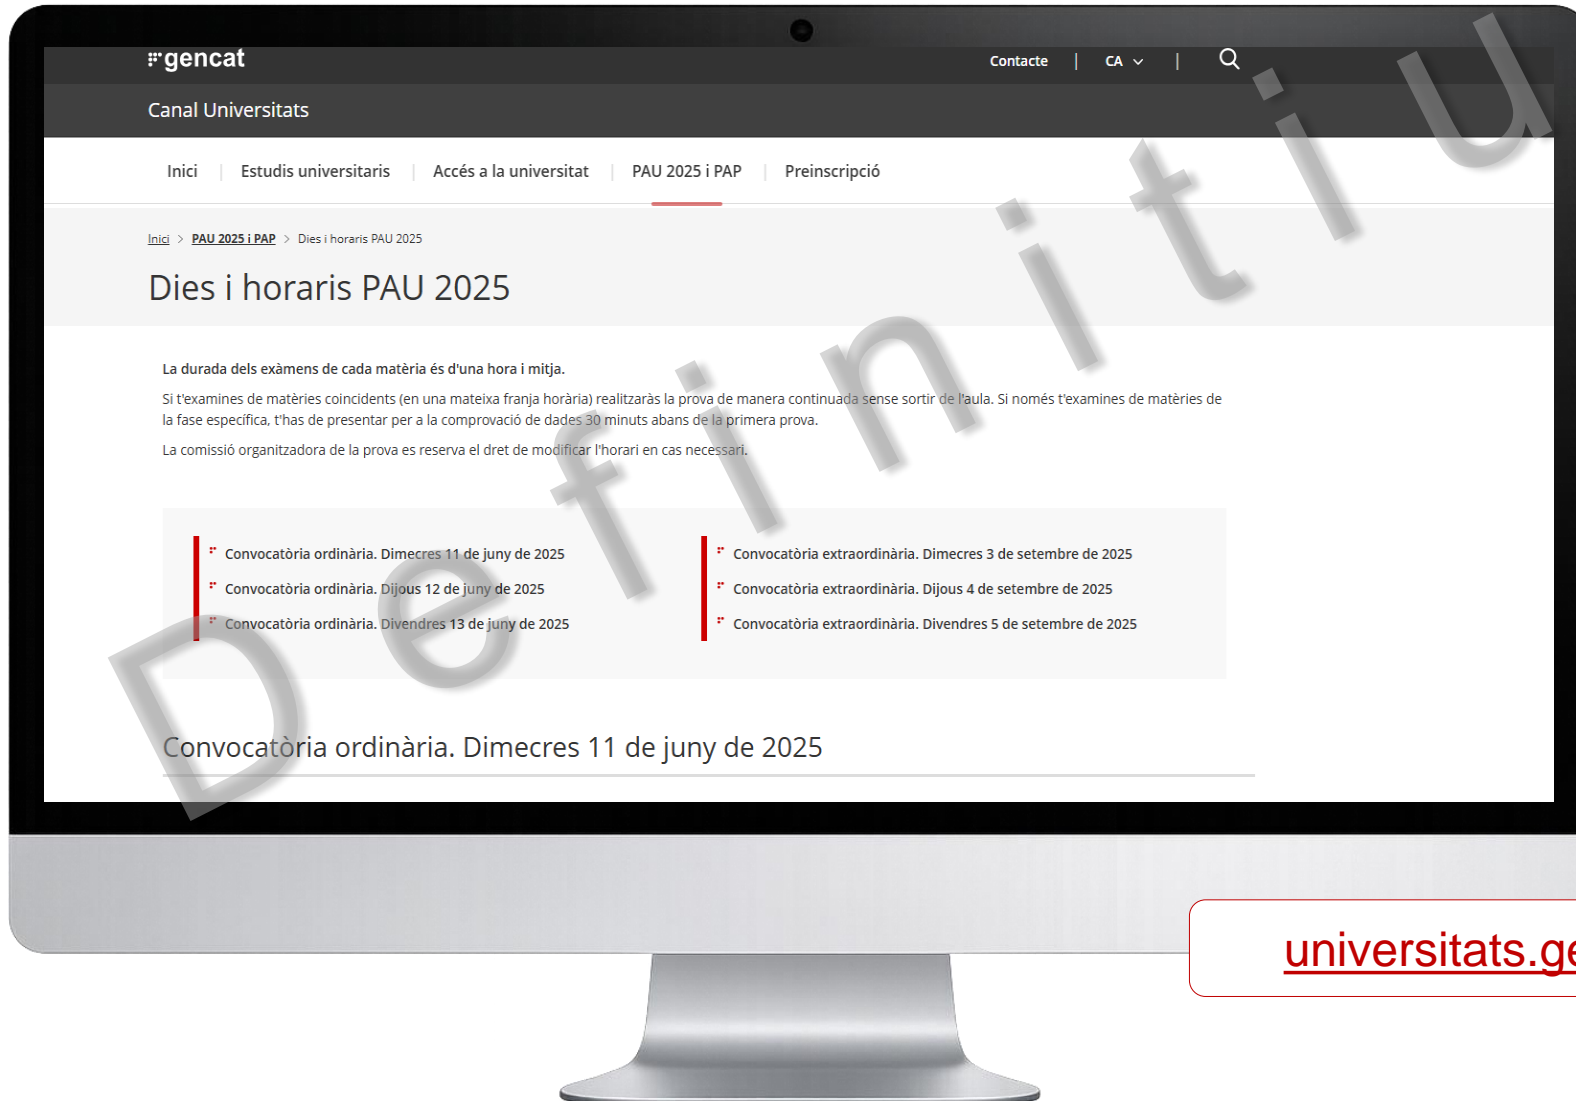 gencat
Contacte | CA |
Canal Universitats
Inici | Estudis universitaris | Accés a la universitat | PAU 2025 i PAP | Preinscripció
Inici > PAU 2025 i PAP > Dies i horaris PAU 2025
Dies i horaris PAU 2025
La durada dels exàmens de cada matèria és d'una hora i mitja.
Si t'examines de matèries coincidents (en una mateixa franja horària) realitzaràs la prova de manera continuada sense sortir de l'aula. Si només t'examines de matèries de
la fase específica, t'has de presentar per a la comprovació de dades 30 minuts abans de la primera prova.
La comissió organitzadora de la prova es reserva el dret de modificar l'horari en cas necessari.
Convocatòria ordinària. Dimecres 11 de juny de 2025
Convocatòria ordinària. Dijous 12 de juny de 2025
Convocatòria ordinària. Divendres 13 de juny de 2025
Convocatòria extraordinària. Dimecres 3 de setembre de 2025
Convocatòria extraordinària. Dijous 4 de setembre de 2025
Convocatòria extraordinària. Divendres 5 de setembre de 2025
Convocatòria ordinària. Dimecres 11 de juny de 2025
Definitiu
universitats.ge